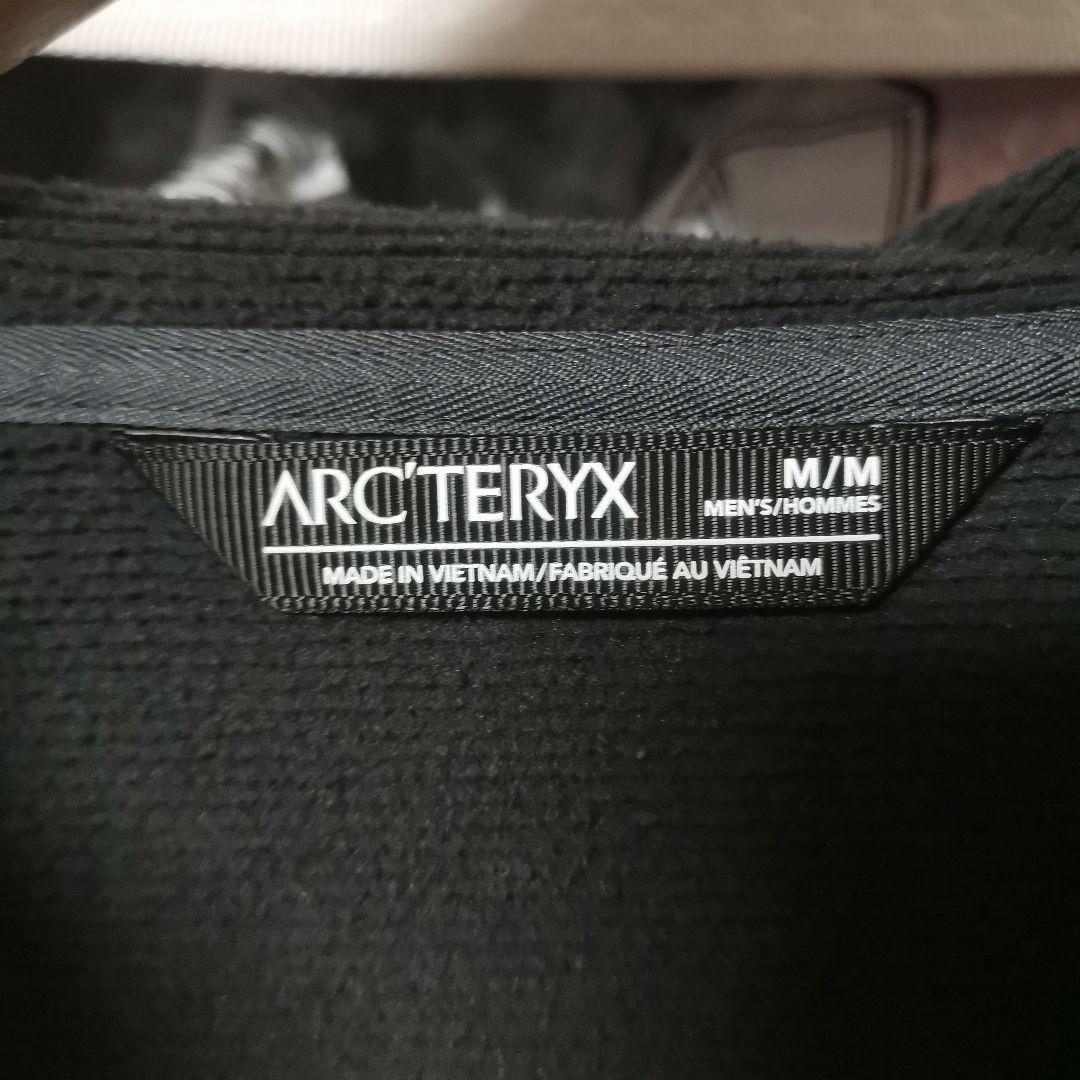 ARC'TERYX
M/M
MEN'S/HOMMES
MADE IN VIETNAM/FABRIQUÉ AU VIÊTNAM